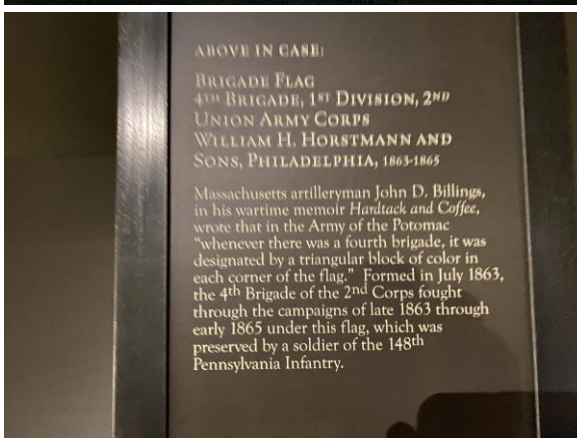 ABOVE IN CASE:
BRIGADE FLAG
4TH BRIGADE, 1ST DIVISION, 2ND
UNION ARMY CORPS
WILLIAM H. HORSTMANN AND
SONS, PHILADELPHIA, 1863-1865
Massachusetts artilleryman John D. Billings,
in his wartime memoir Hardtack and Coffee,
wrote that in the Army of the Potomac
“whenever there was a fourth brigade, it was
designated by a triangular block of color in
each corner of the flag.” Formed in July 1863,
the 4th Brigade of the 2nd Corps fought
through the campaigns of late 1863 through
early 1865 under this flag, which was
preserved by a soldier of the 148th
Pennsylvania Infantry.